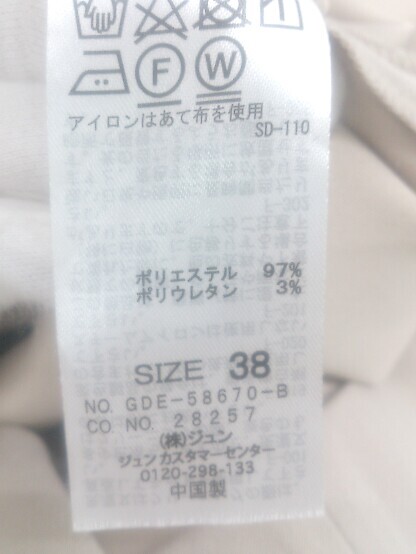 F W
アイロンはあて布を使用
SD-110
ポリエステル 97%
ポリウレタン 3%
SIZE 38
NO. GDE-58670-B
CO NO. 28257
(株)ジュン
ジュンカスタマーセンター
0120-298-133
中国製